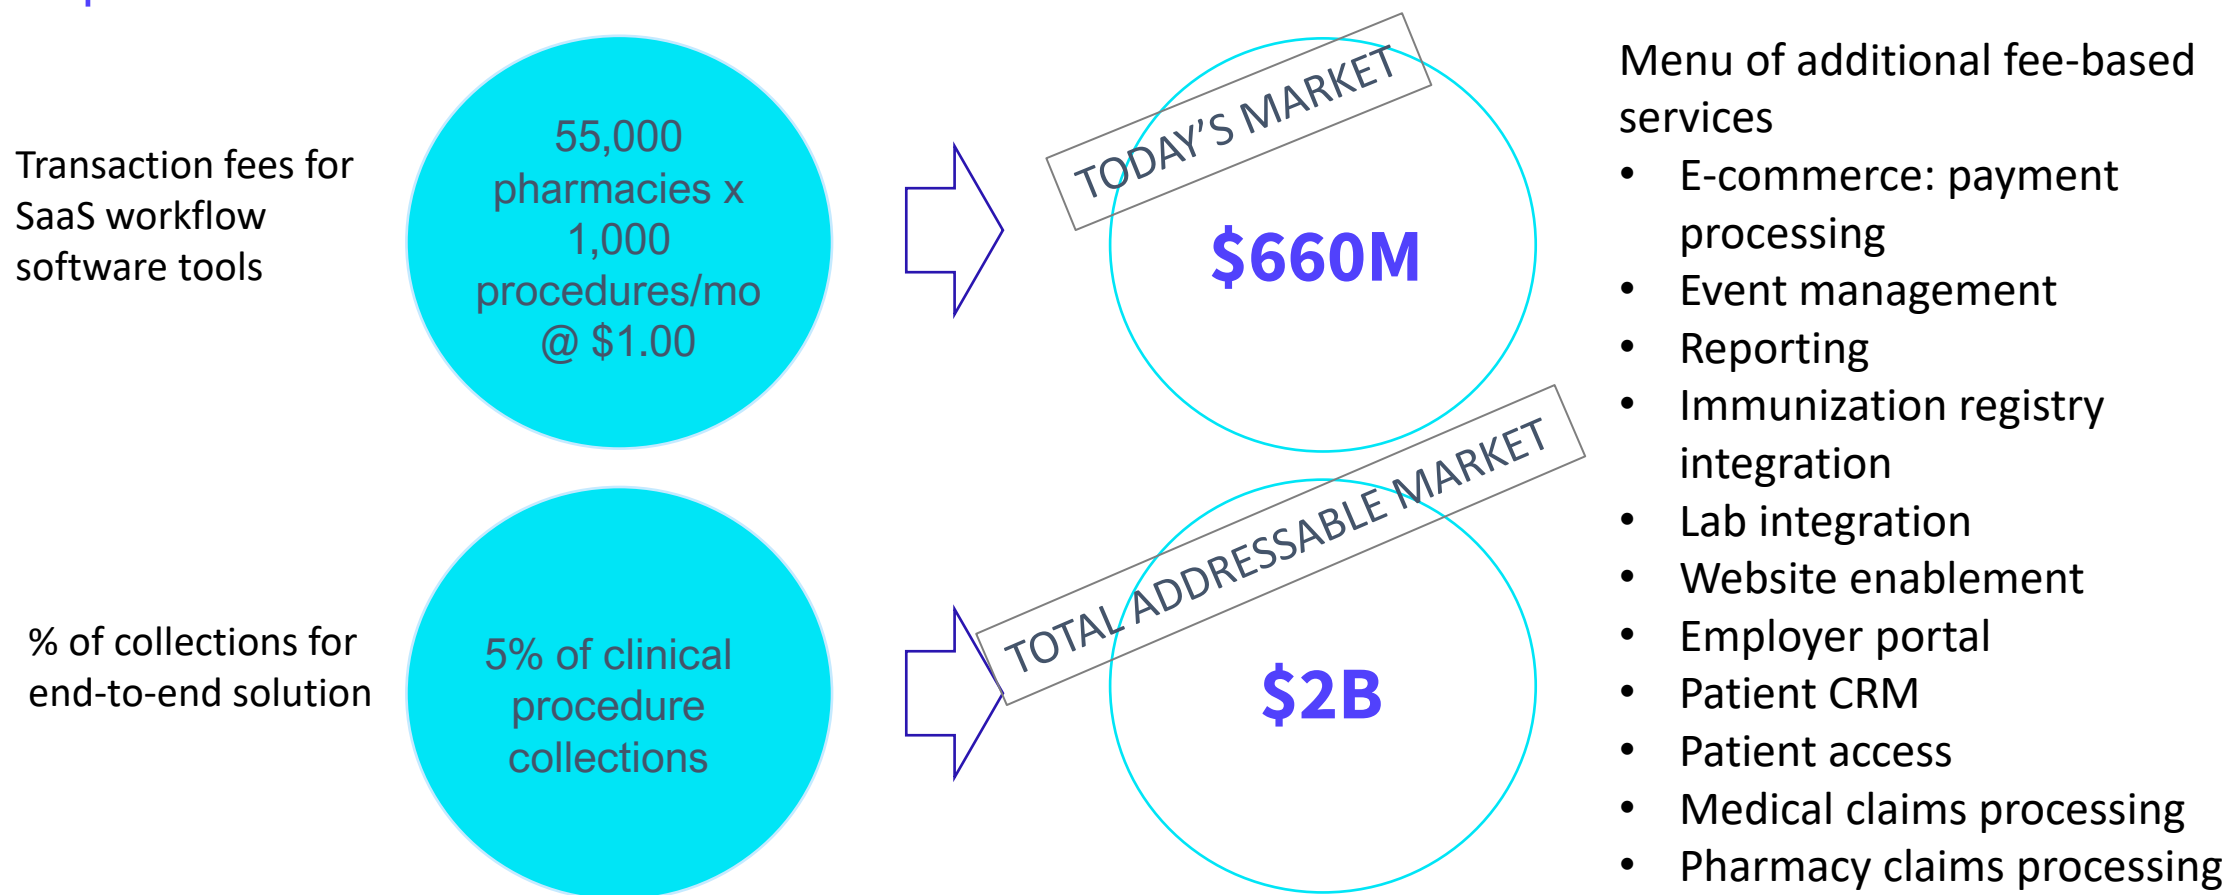 Transaction fees for
SaaS workflow
software tools
55,000
pharmacies x
1,000
procedures/mo
@ $1.00
TODAY’S MARKET
$660M
% of collections for
end-to-end solution
5% of clinical
procedure
collections
TOTAL ADDRESSABLE MARKET
$2B
Menu of additional fee-based
services
• E-commerce: payment
processing
• Event management
• Reporting
• Immunization registry
integration
• Lab integration
• Website enablement
• Employer portal
• Patient CRM
• Patient access
• Medical claims processing
• Pharmacy claims processing